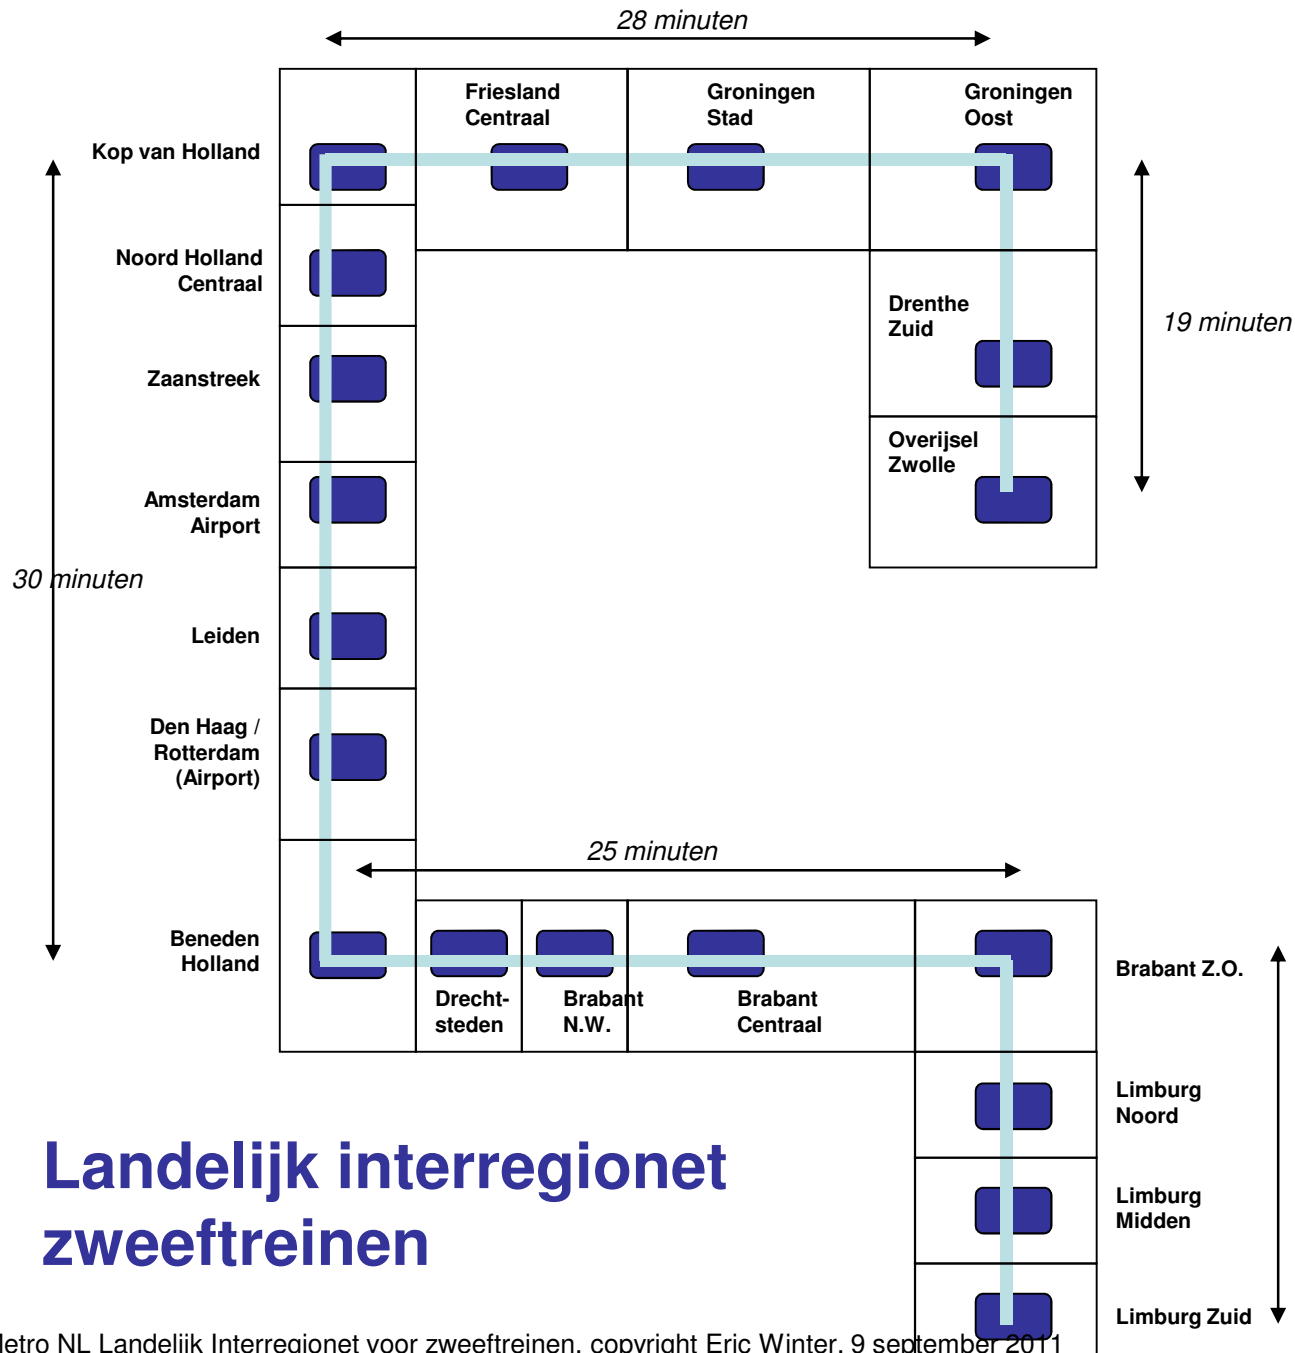 28 minuten
Friesland
Centraal
Groningen
Stad
Groningen
Oost
Kop van Holland
Noord Holland
Centraal
Drenthe
Zuid
19 minuten
Zaanstreek
Overijsel
Zwolle
Amsterdam
Airport
30 minuten
Leiden
Den Haag /
Rotterdam
(Airport)
25 minuten
Beneden
Holland
Brabant Z.O.
Drecht-
steden
Brabant
N.W.
Brabant
Centraal
Limburg
Noord
Limburg
Midden
Limburg Zuid
Landelijk interregionet
zweeftreinen
Metro NL Landelijk Interregionet voor zweeftreinen, copyright Eric Winter, 9 september 2011